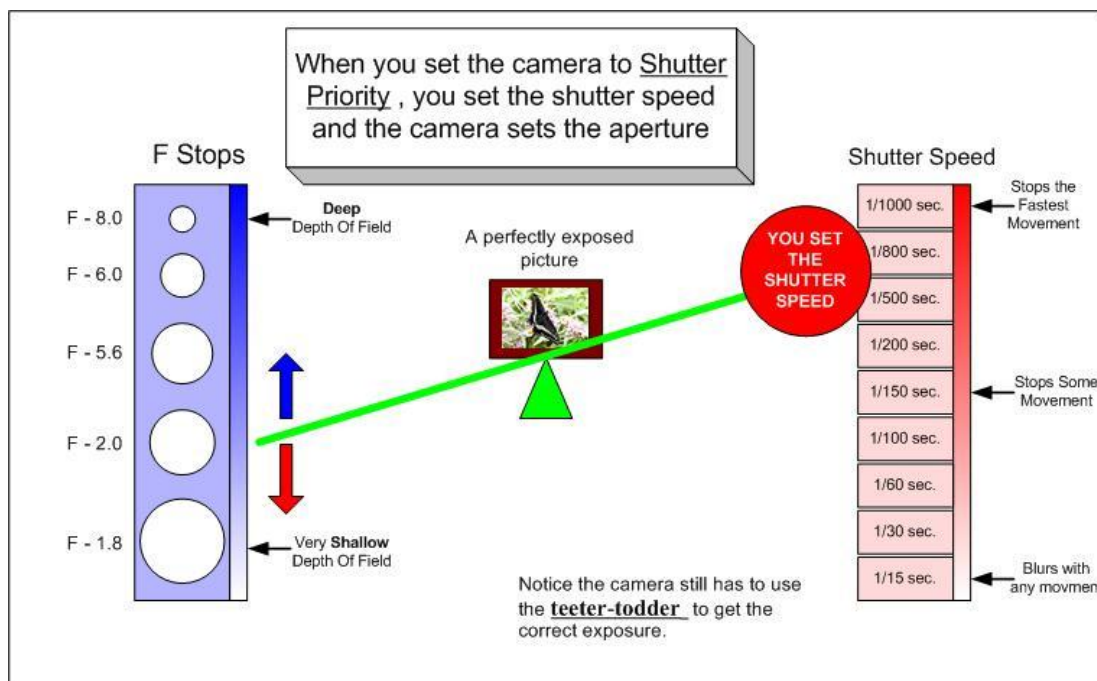 When you set the camera to Shutter
Priority , you set the shutter speed
and the camera sets the aperture
F Stops
F - 8.0
F - 6.0
F - 5.6
F - 2.0
F - 1.8
Deep
Depth Of Field
Very Shallow
Depth Of Field
A perfectly exposed
picture
YOU SET
THE
SHUTTER
SPEED
Shutter Speed
1/1000 sec.
1/800 sec.
1/500 sec.
1/200 sec.
1/150 sec.
1/100 sec.
1/60 sec.
1/30 sec.
1/15 sec.
Stops the
Fastest
Movement
Stops Some
Movement
Blurs with
any movment
Notice the camera still has to use
the teeter-todder to get the
correct exposure.